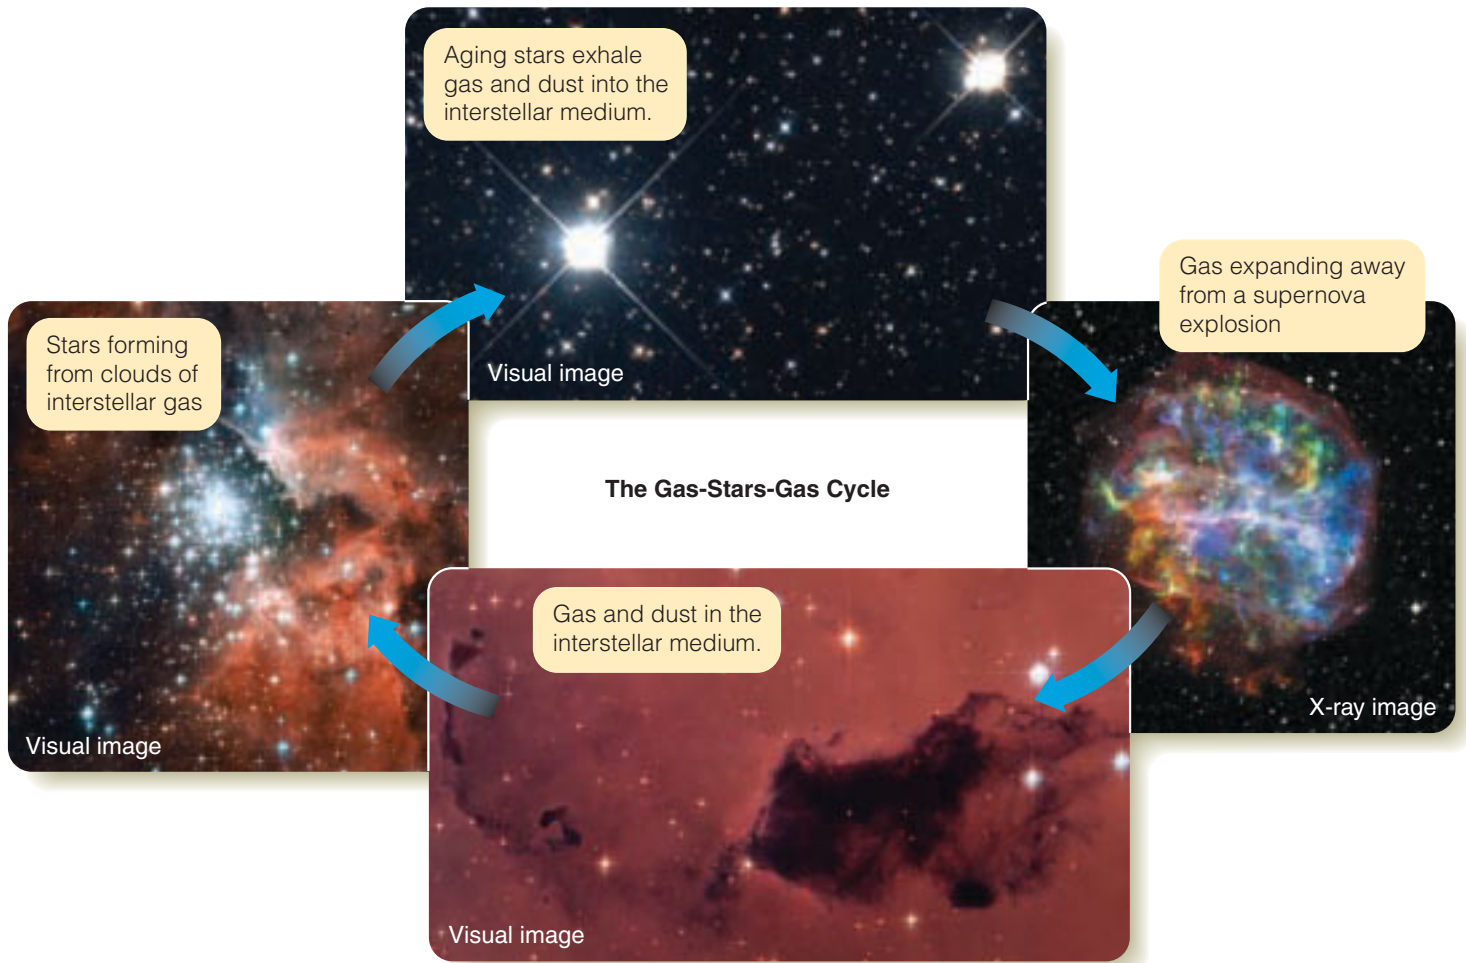 Aging stars exhale
gas and dust into the
interstellar medium.
Visual image
Gas expanding away
from a supernova
explosion
X-ray image
Stars forming
from clouds of
interstellar gas
Visual image
The Gas-Stars-Gas Cycle
Gas and dust in the
interstellar medium.
Visual image